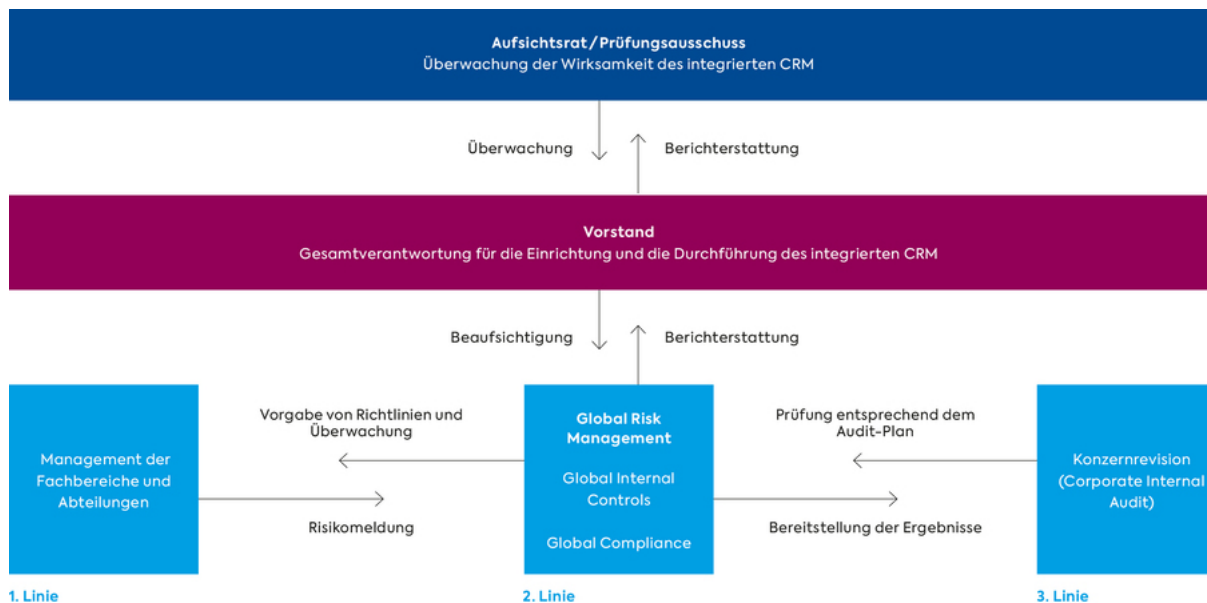 Aufsichtsrat/Prüfungsausschuss
Überwachung der Wirksamkeit des integrierten CRM
Überwachung
Berichterstattung
Vorstand
Gesamtverantwortung für die Einrichtung und die Durchführung des integrierten CRM
Beaufsichtigung
Berichterstattung
Management der
Fachbereiche und
Abteilungen
Vorgabe von Richtlinien und
Überwachung
Risikomeldung
Global Risk
Management
Global Internal
Controls
Global Compliance
Prüfung entsprechend dem
Audit-Plan
Bereitstellung der Ergebnisse
Konzernrevision
(Corporate Internal
Audit)
1. Linie
2. Linie
3. Linie